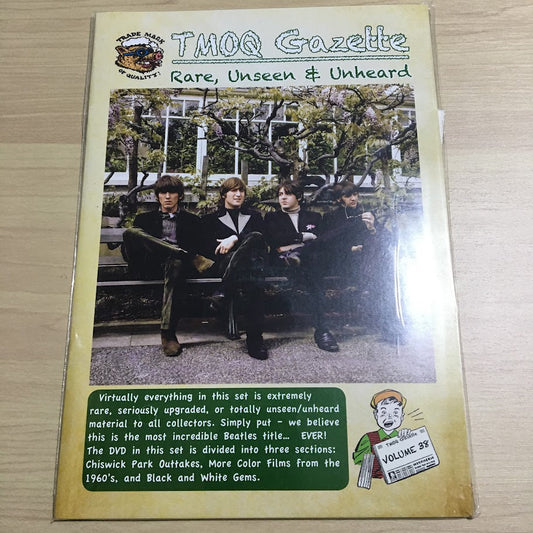 TRADE MARK
OF QUALITY!
TMOQ Gazette
Rare, Unseen & Unheard
Virtually everything in this set is extremely
rare, seriously upgraded, or totally unseen/unheard
material to all collectors. Simply put - we believe
this is the most incredible Beatles title... EVER!
The DVD in this set is divided into three sections:
Chiswick Park Outtakes, More Color Films from the
1960's, and Black and White Gems.
TMOQ GAZETTE
VOLUME 38